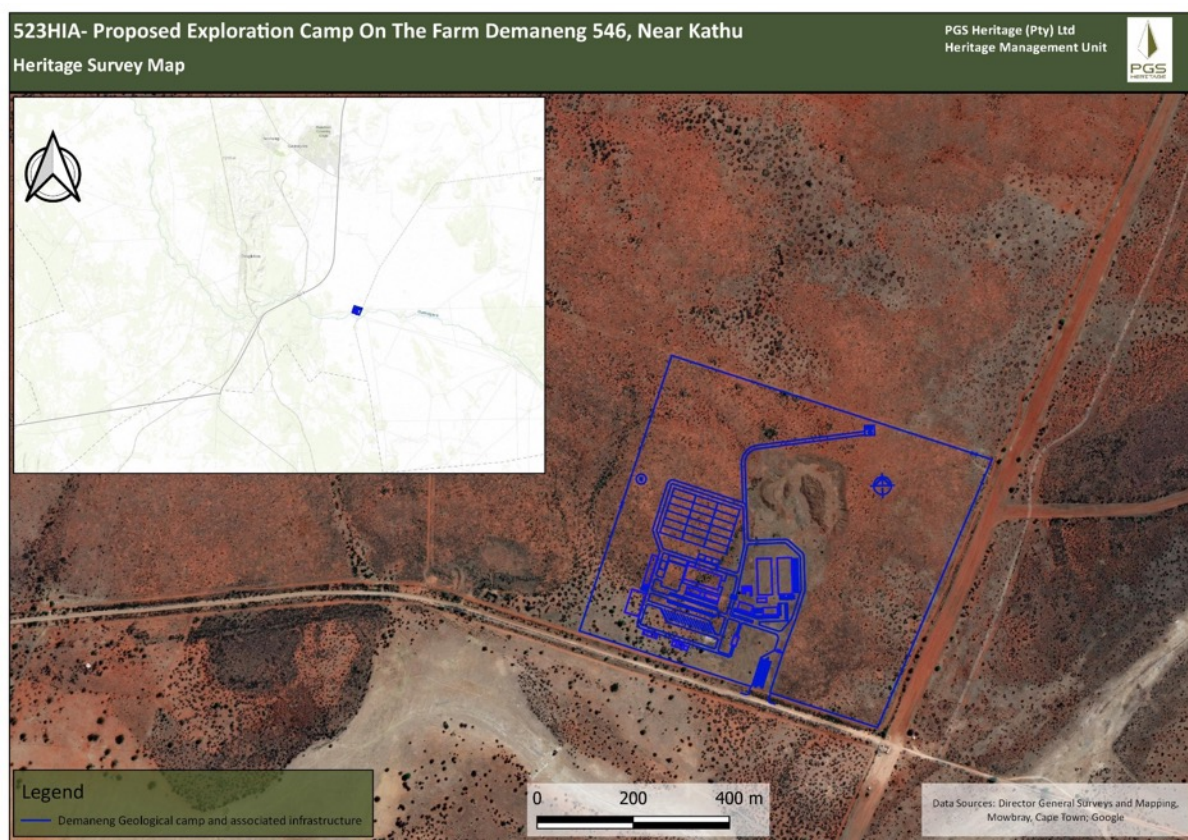 523HIA- Proposed Exploration Camp On The Farm Demaneng 546, Near Kathu
Heritage Survey Map
PGS Heritage (Pty) Ltd
Heritage Management Unit
PGS
HERITAGE
Legend
Demaneng Geological camp and associated infrastructure
0 200 400 m
Data Sources: Director General Surveys and Mapping,
Mowbray, Cape Town; Google